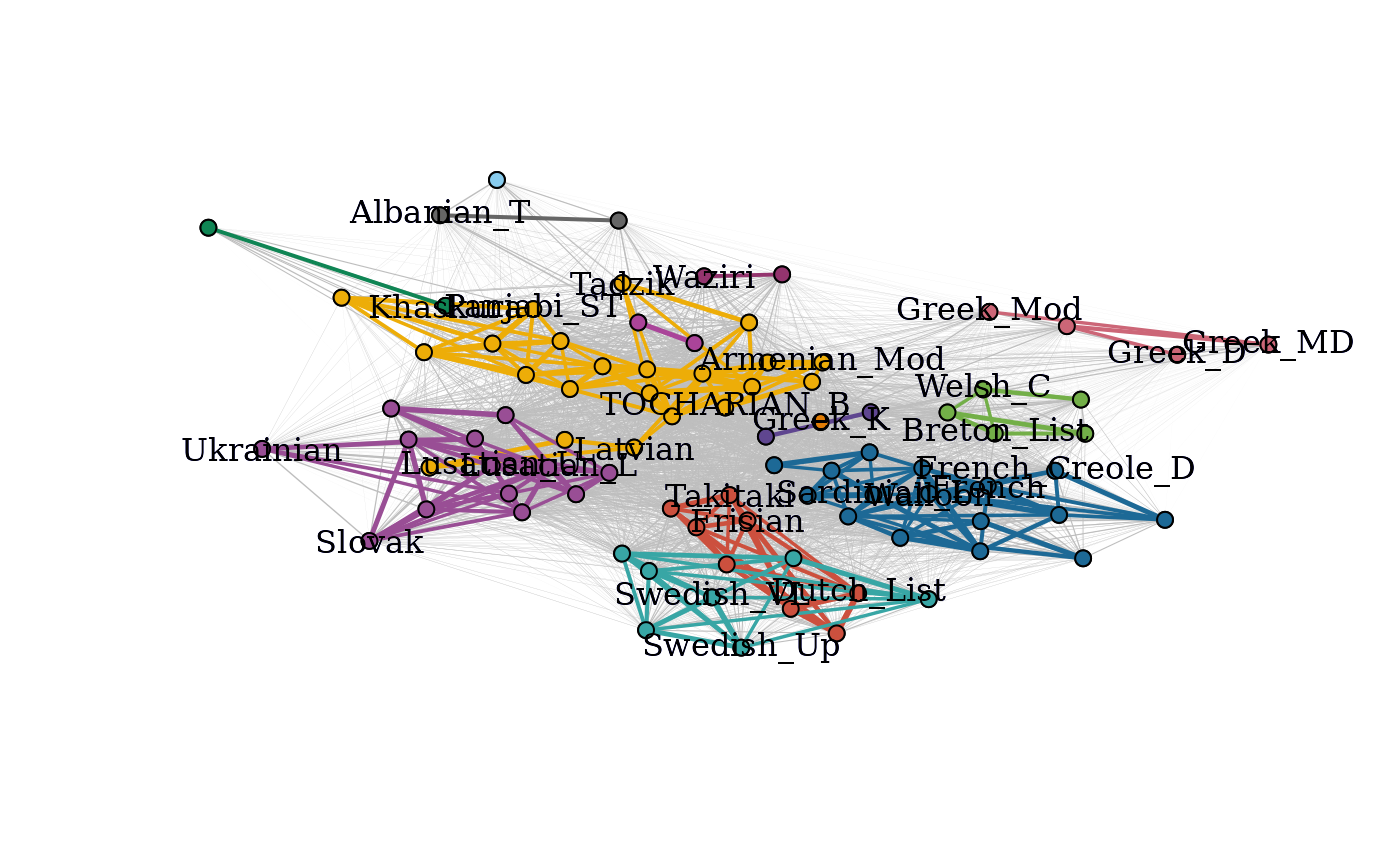 Albanian_T
Waziri
Tadzik
Khaskura
Panjabi_ST
Greek_Mod
Greek_MD
Greek_D
Armenian_Mod
Welsh_C
TOCHARIAN_B
Greek_K
Breton_List
Ukrainian
Latvian
Lusatian_L
French_Creole_D
Sardinian
Walloon
French
Takitaki
Frisian
Slovak
Dutch_List
Swedish_VL
Swedish_Up